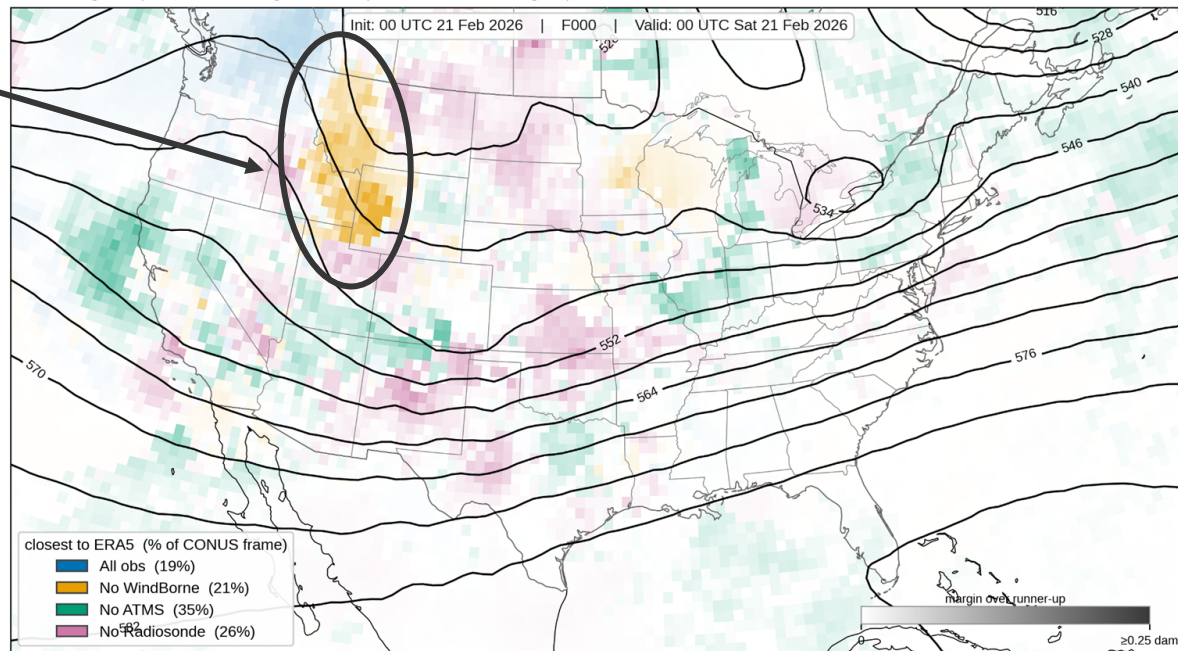 Init: 00 UTC 21 Feb 2026 | F000 | Valid: 00 UTC Sat 21 Feb 2026
516
528
540
546
534
552
564
576
570
closest to ERA5 (% of CONUS frame)
All obs (19%)
No WindBorne (21%)
No ATMS (35%)
No Radiosonde (26%)
582
margin over runner-up
0
≥0.25 dam